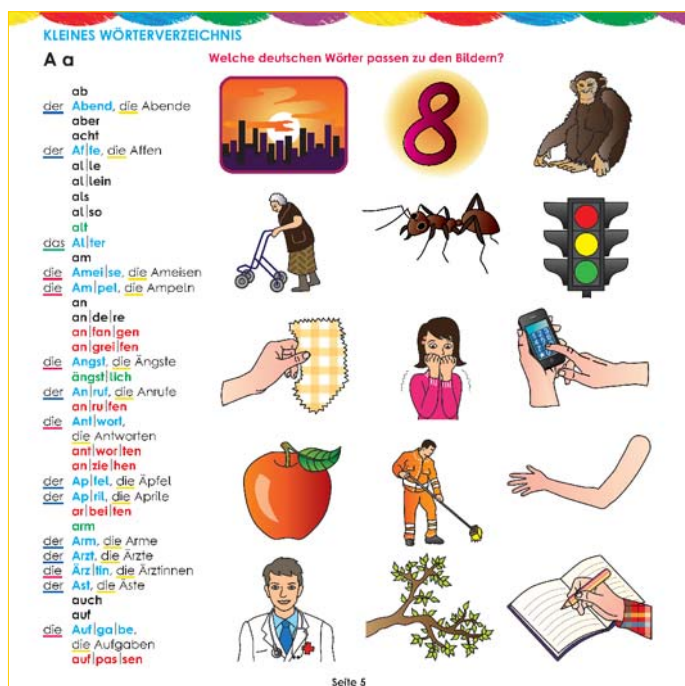 KLEINES WÖRTERVERZEICHNIS
A a
Welche deutschen Wörter passen zu den Bildern?
ab
der Abend, die Abende
aber
acht
der Af|fe, die Affen
al|le
al|lein
als
al|so
alt
das Al|ter
am
die Amei|se, die Ameisen
die Am|pel, die Ampeln
an
an|de|re
an|fan|gen
an|grei|fen
die Angst, die Ängste
ängst|lich
der An|ruf, die Anrufe
an|ru|fen
die Ant|wort,
die Antworten
ant|wor|ten
an|zie|hen
der Ap|fel, die Äpfel
der Ap|ril, die Aprile
ar|bei|ten
arm
der Arm, die Arme
der Arzt, die Ärzte
die Ärz|tin, die Ärztinnen
der Ast, die Äste
auch
auf
die Auf|ga|be,
die Aufgaben
auf|pas|sen
8
Seite 5